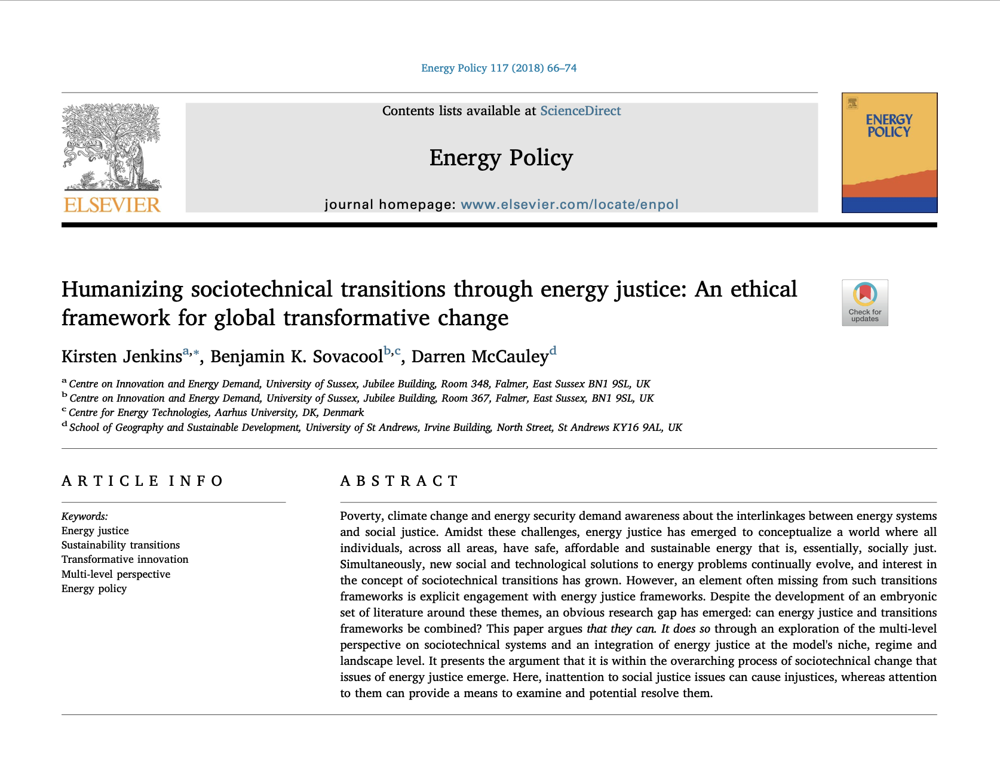 Energy Policy 117 (2018) 66–74
Contents lists available at ScienceDirect
Energy Policy
journal homepage: www.elsevier.com/locate/enpol
NON SOLUS
ELSEVIER
ENERGY
POLICY
Humanizing sociotechnical transitions through energy justice: An ethical
framework for global transformative change
Check for
updates
Kirsten Jenkinsa,*, Benjamin K. Sovacoolb,c, Darren McCauleyd
a Centre on Innovation and Energy Demand, University of Sussex, Jubilee Building, Room 348, Falmer, East Sussex BN1 9SL, UK
b Centre on Innovation and Energy Demand, University of Sussex, Jubilee Building, Room 367, Falmer, East Sussex, BN1 9SL, UK
c Centre for Energy Technologies, Aarhus University, DK, Denmark
d School of Geography and Sustainable Development, University of St Andrews, Irvine Building, North Street, St Andrews KY16 9AL, UK
ARTICLE INFO
Keywords:
Energy justice
Sustainability transitions
Transformative innovation
Multi-level perspective
Energy policy
ABSTRACT
Poverty, climate change and energy security demand awareness about the interlinkages between energy systems
and social justice. Amidst these challenges, energy justice has emerged to conceptualize a world where all
individuals, across all areas, have safe, affordable and sustainable energy that is, essentially, socially just.
Simultaneously, new social and technological solutions to energy problems continually evolve, and interest in
the concept of sociotechnical transitions has grown. However, an element often missing from such transitions
frameworks is explicit engagement with energy justice frameworks. Despite the development of an embryonic
set of literature around these themes, an obvious research gap has emerged: can energy justice and transitions
frameworks be combined? This paper argues that they can. It does so through an exploration of the multi-level
perspective on sociotechnical systems and an integration of energy justice at the model's niche, regime and
landscape level. It presents the argument that it is within the overarching process of sociotechnical change that
issues of energy justice emerge. Here, inattention to social justice issues can cause injustices, whereas attention
to them can provide a means to examine and potential resolve them.